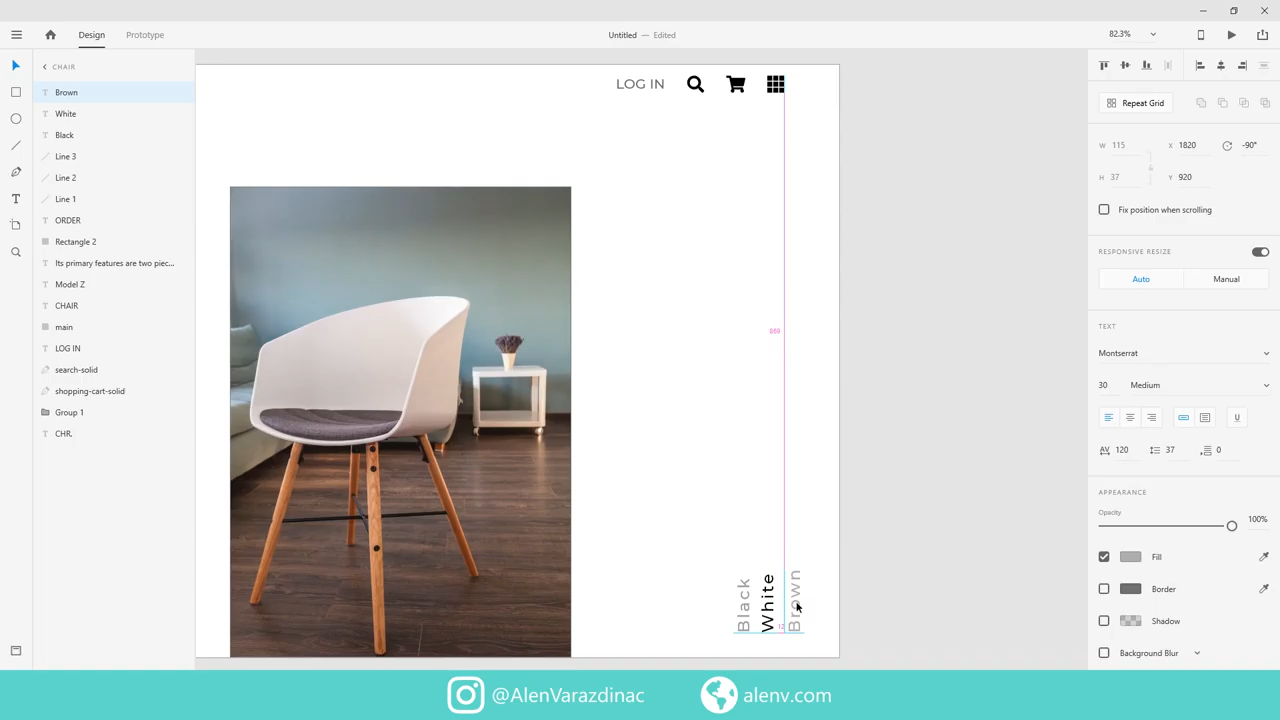 Design
Prototype
Untitled — Edited
82.3%
CHAIR
Brown
White
Black
Line 3
Line 2
Line 1
ORDER
Rectangle 2
Its primary features are two piec...
Model Z
CHAIR
main
LOG IN
search-solid
shopping-cart-solid
Group 1
CHR.
LOG IN
669
12
Black
White
Brown
Repeat Grid
W 115 X 1820 -90°
H 37 Y 920
Fix position when scrolling
RESPONSIVE RESIZE
Auto Manual
TEXT
Montserrat
30 Medium
U
AV 120 37 0
APPEARANCE
Opacity
100%
Fill
Border
Shadow
Background Blur
@AlenVarazdinac
alenv.com